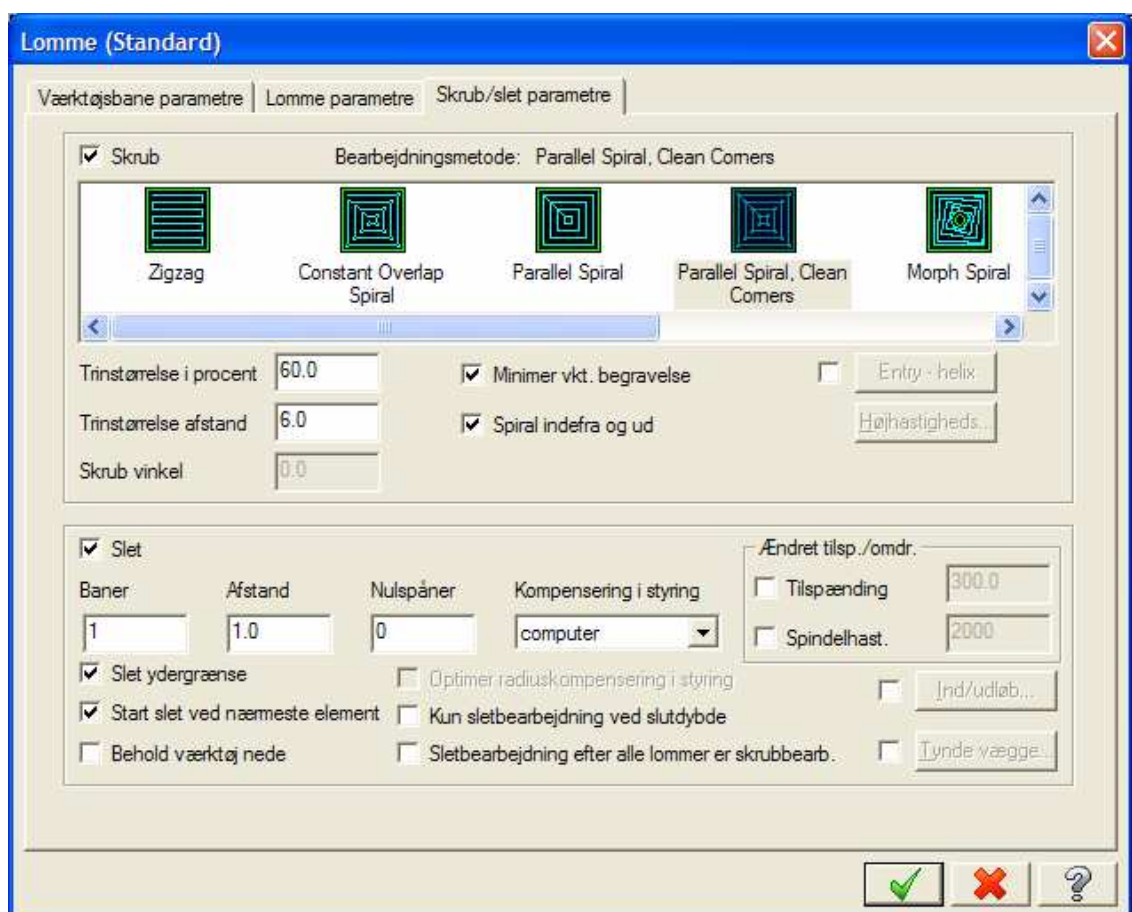 Lomme (Standard)
Værktøjsbane parametre
Lomme parametre
Skrub/slet parametre
Skrub
Bearbejdningsmetode: Parallel Spiral, Clean Corners
Zigzag
Constant Overlap
Spiral
Parallel Spiral
Parallel Spiral, Clean
Corners
Morph Spiral
Trinstørrelse i procent
60.0
Minimer vkt. begravelse
Entry - helix
Trinstørrelse afstand
6.0
Spiral indefra og ud
Højhastigheds...
Skrub vinkel
0.0
Slet
Ændret tilsp./omdr.
Baner
Afstand
Nulspåner
Kompensering i styring
Tilspænding
300.0
1
1.0
0
computer
Spindelhast.
2000
Slet ydergrænse
Optimer radiuskompensering i styring
Ind/udløb...
Start slet ved nærmeste element
Kun sletbearbejdning ved slutdybde
Behold værktøj nede
Sletbearbejdning efter alle lommer er skrubbearb.
Tynde vægge...